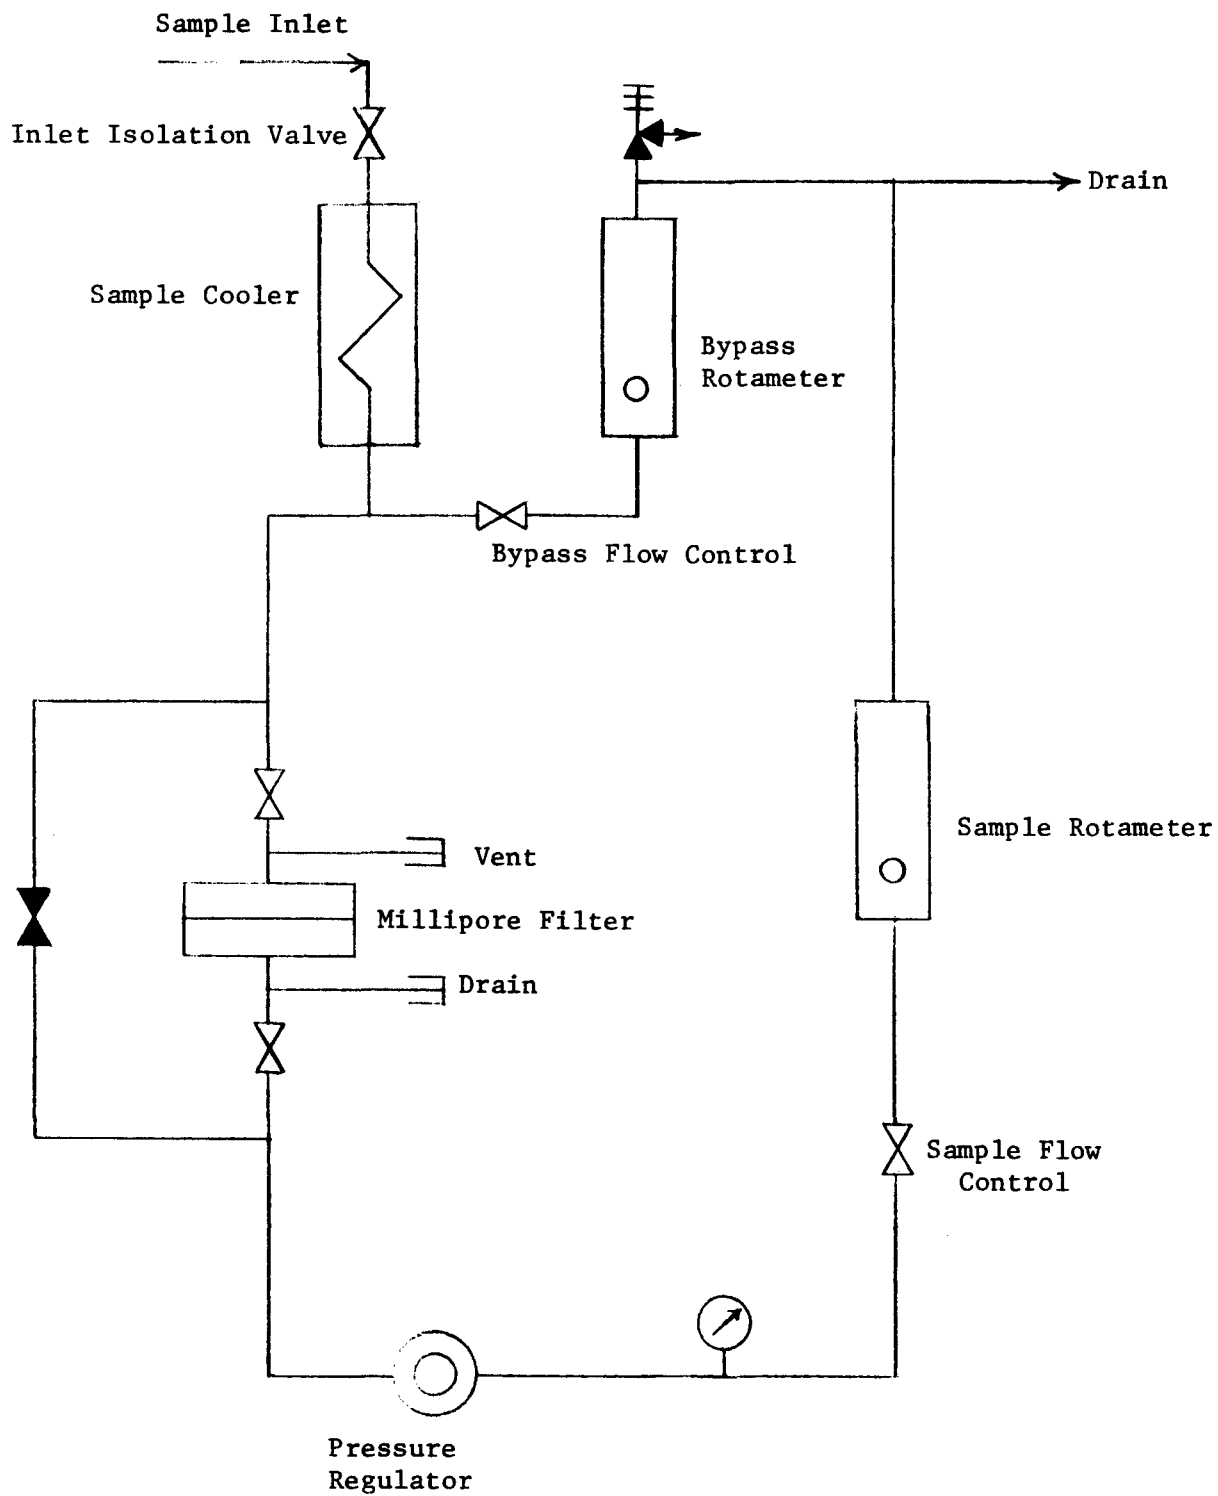 Sample Inlet
Inlet Isolation Valve
Drain
Sample Cooler
Bypass
Rotameter
Bypass Flow Control
Sample Rotameter
Vent
Millipore Filter
Drain
Sample Flow
Control
Pressure
Regulator